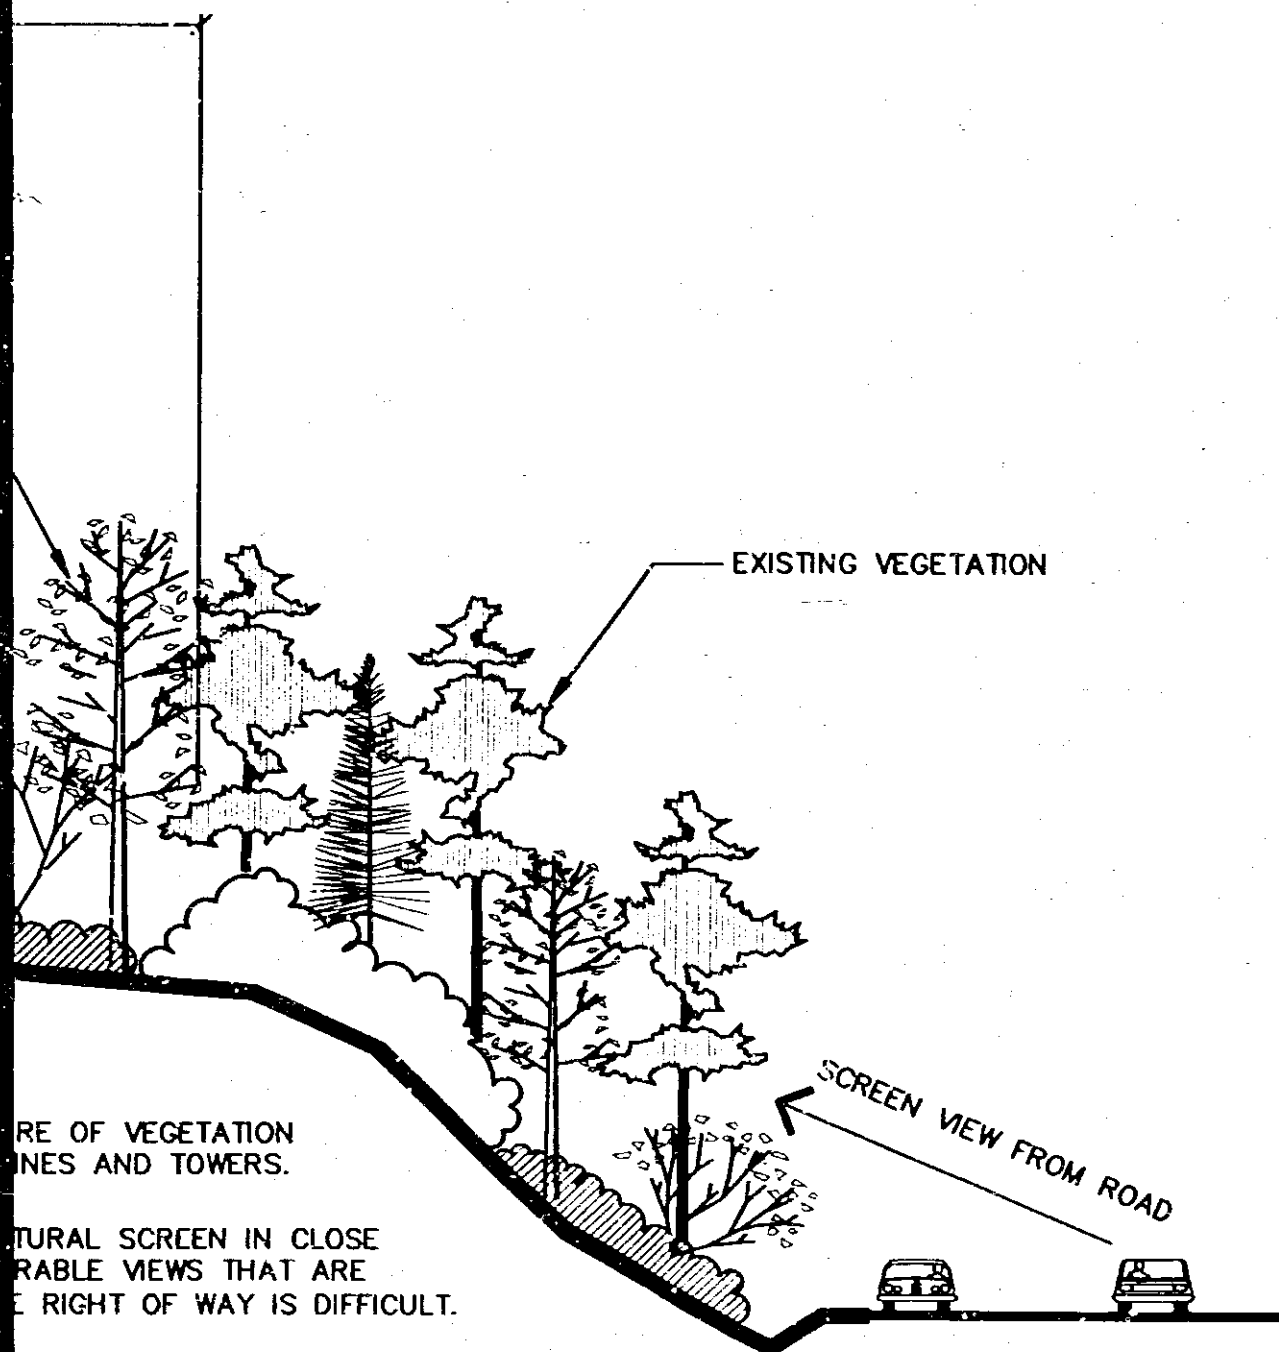 EXISTING VEGETATION
SCREEN VIEW FROM ROAD
RE OF VEGETATION
INES AND TOWERS.
TURAL SCREEN IN CLOSE
RABLE VIEWS THAT ARE
E RIGHT OF WAY IS DIFFICULT.